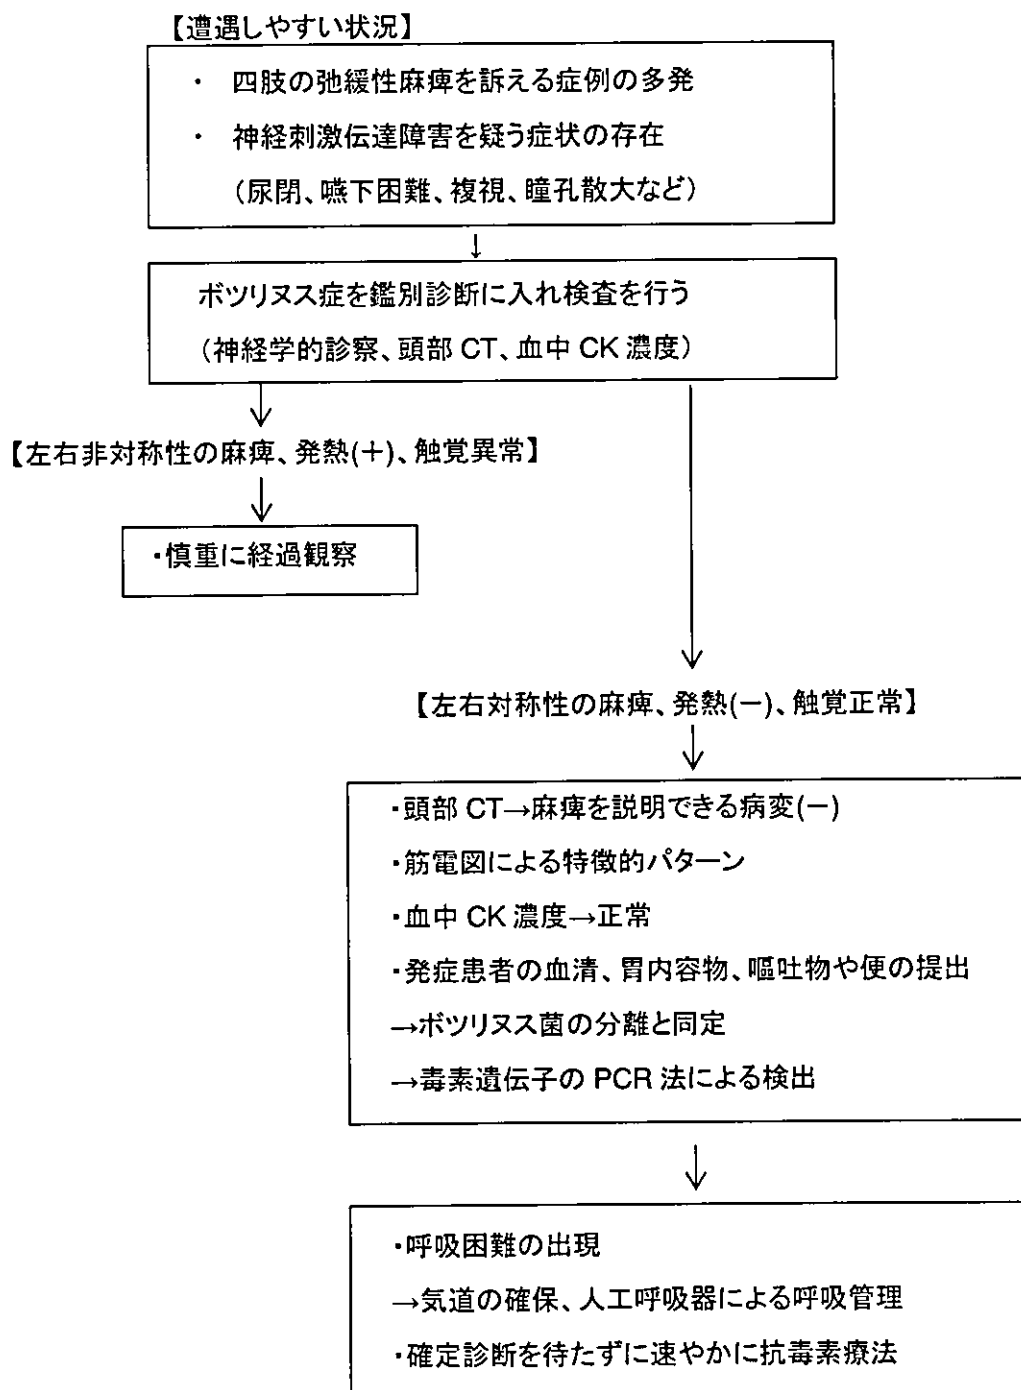 【遭遇しやすい状況】
・ 四肢の弛緩性麻痺を訴える症例の多発
・ 神経刺激伝達障害を疑う症状の存在
(尿閉、嚥下困難、複視、瞳孔散大など)
↓
ボツリヌス症を鑑別診断に入れ検査を行う
(神経学的診察、頭部 CT、血中 CK 濃度)
【左右非対称性の麻痺、発熱(+)、触覚異常】
・慎重に経過観察
【左右対称性の麻痺、発熱(−)、触覚正常】
・頭部 CT→麻痺を説明できる病変(−)
・筋電図による特徴的パターン
・血中 CK 濃度→正常
・発症患者の血清、胃内容物、嘔吐物や便の提出
→ボツリヌス菌の分離と同定
→毒素遺伝子の PCR 法による検出
・呼吸困難の出現
→気道の確保、人工呼吸器による呼吸管理
・確定診断を待たずに速やかに抗毒素療法